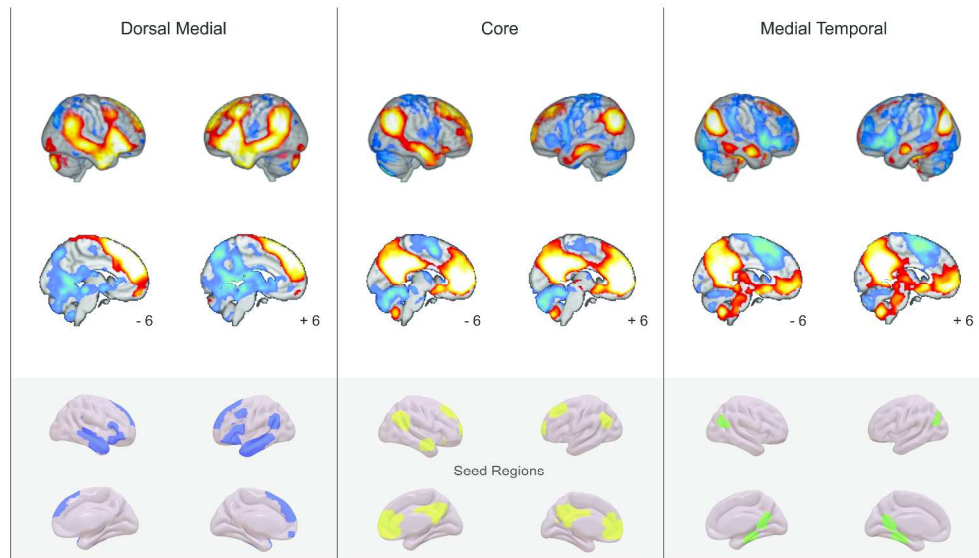 Dorsal Medial
Core
Medial Temporal
- 6
+ 6
- 6
+ 6
- 6
+ 6
Seed Regions